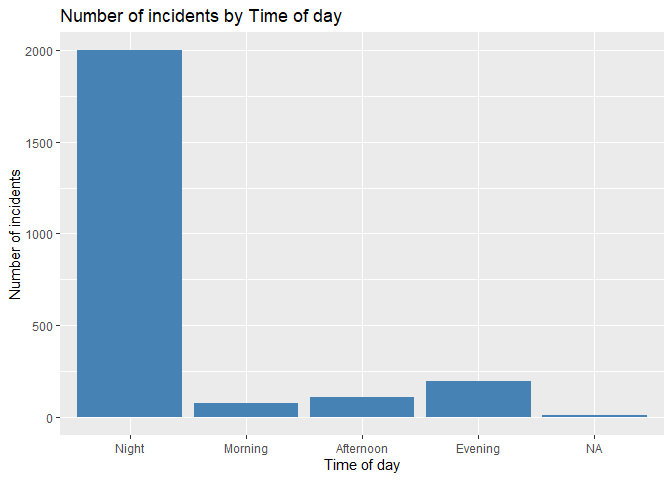 Number of incidents by Time of day
Number of incidents
2000
1500
1000
500
0
Night Morning Afternoon Evening NA
Time of day